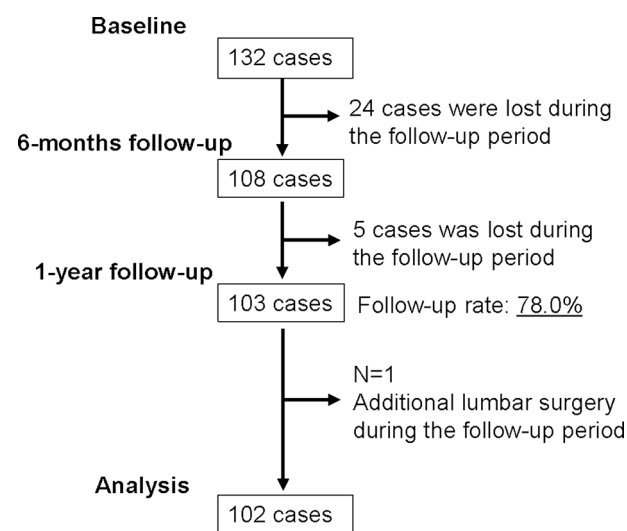 Baseline
132 cases
24 cases were lost during
the follow-up period
6-months follow-up
108 cases
5 cases was lost during
the follow-up period
1-year follow-up
103 cases
Follow-up rate: 78.0%
N=1
Additional lumbar surgery
during the follow-up period
Analysis
102 cases